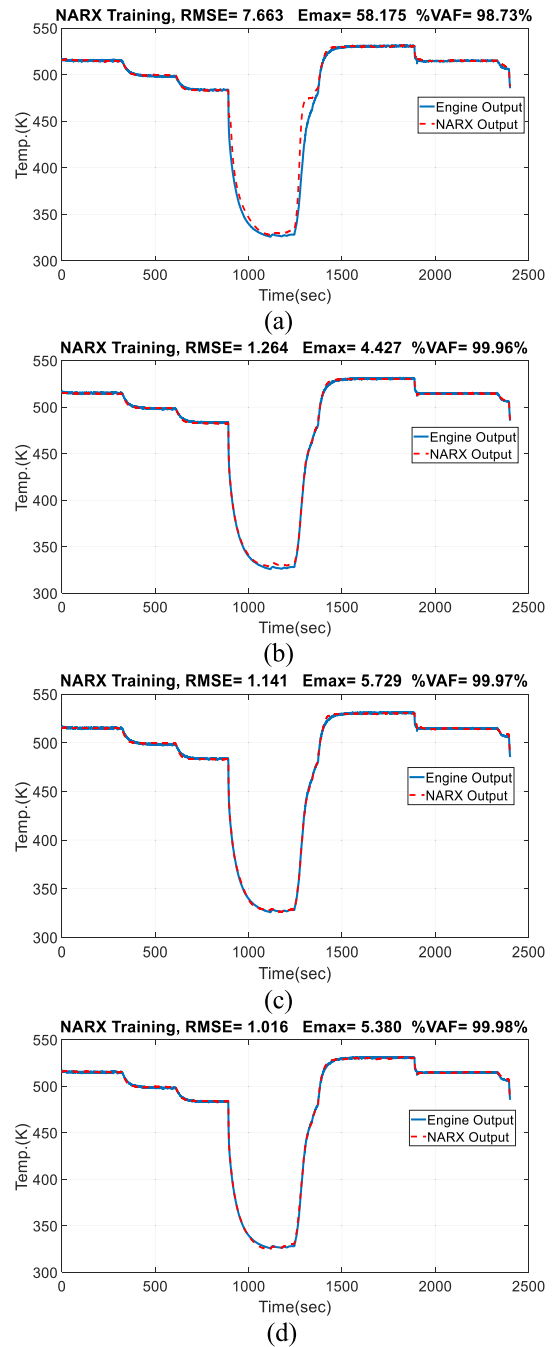 NARX Training, RMSE= 7.663 Emax= 58.175 %VAF= 98.73%
550
500
450
400
350
300
Temp.(K)
Engine Output
NARX Output
0 500 1000 1500 2000 2500
Time(sec)
(a)
NARX Training, RMSE= 1.264 Emax= 4.427 %VAF= 99.96%
550
500
450
400
350
300
Temp.(K)
Engine Output
NARX Output
0 500 1000 1500 2000 2500
Time(sec)
(b)
NARX Training, RMSE= 1.141 Emax= 5.729 %VAF= 99.97%
550
500
450
400
350
300
Temp.(K)
Engine Output
NARX Output
0 500 1000 1500 2000 2500
Time(sec)
(c)
NARX Training, RMSE= 1.016 Emax= 5.380 %VAF= 99.98%
550
500
450
400
350
300
Temp.(K)
Engine Output
NARX Output
0 500 1000 1500 2000 2500
Time(sec)
(d)